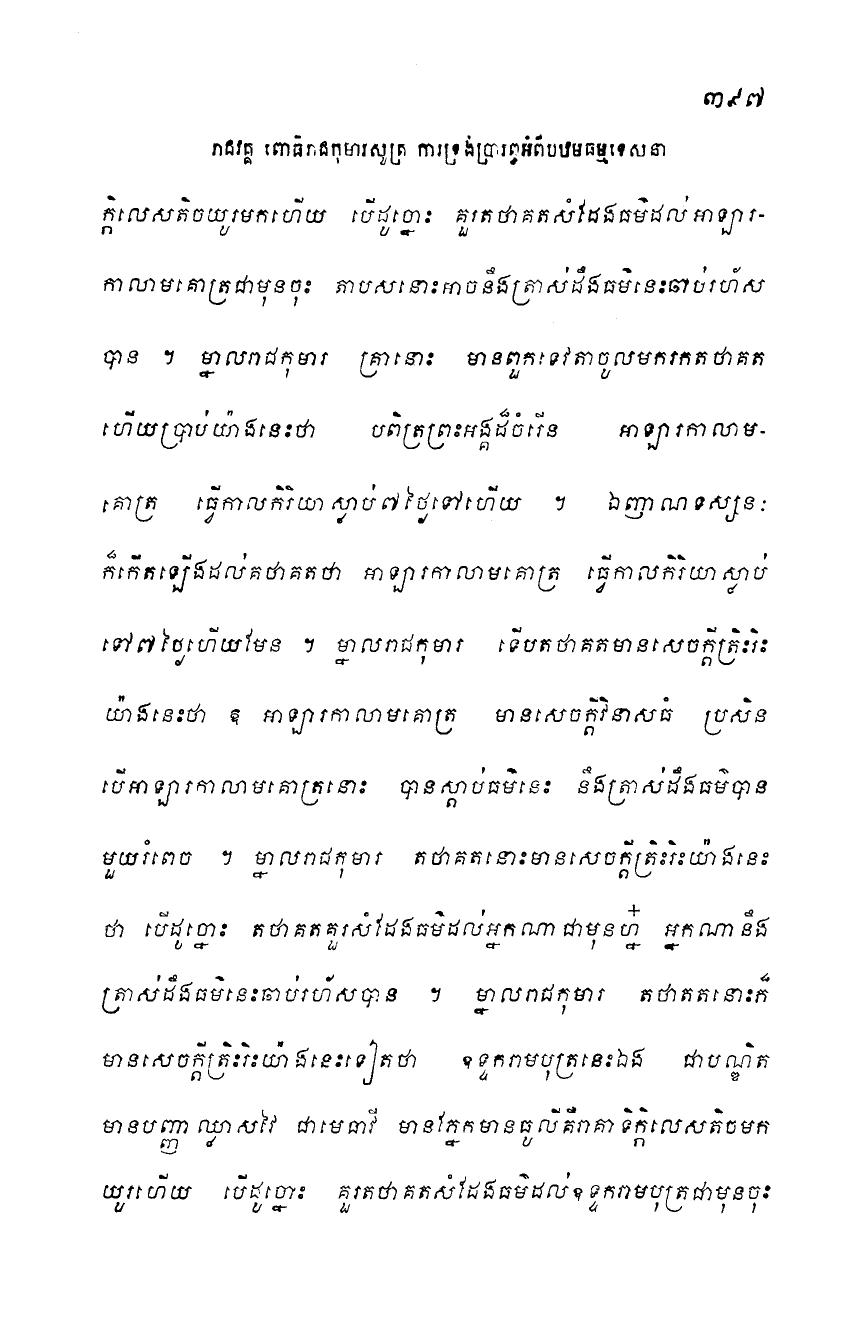 ៣៩៧
រាជវគ្គ ពោធិរាជកុមារសូត្រ ការទ្រង់ប្រារព្ធអំពីបឋមធម្មទេសនា
ក្តិលេសតិចយូរមកហើយ បើដូច្នោះ គួរតថាគតសំដែងធម៌ដល់អាឡារ-
កាលាមគោត្រជាមុនចុះ តាបសនោះអាចនឹងត្រាស់ដឹងធម៌នេះឆាប់រហ័ស
បាន ។ ម្នាលរាជកុមារ គ្រានោះ មានពួកទេវតាចូលមករកតថាគត
ហើយប្រាប់យ៉ាងនេះថា បពិត្រព្រះអង្គដ៏ចំរើន អាឡារកាលាម-
គោត្រ ធ្វើកាលកិរិយាស្លាប់៧ថ្ងៃទៅហើយ ។ ឯញាណទស្សនៈ
ក៏កើតឡើងដល់តថាគតថា អាឡារកាលាមគោត្រ ធ្វើកាលកិរិយាស្លាប់
ទៅ៧ថ្ងៃហើយមែន ។ ម្នាលរាជកុមារ ទើបតថាគតមានសេចក្តីត្រិះរិះ
យ៉ាងនេះថា ឧ អាឡារកាលាមគោត្រ មានសេចក្តីវិនាសធំ ប្រសិន
បើអាឡារកាលាមគោត្រនោះ បានស្តាប់ធម៌នេះ នឹងត្រាស់ដឹងធម៌បាន
មួយរំពេច ។ ម្នាលរាជកុមារ តថាគតនោះមានសេចក្តីត្រិះរិះយ៉ាងនេះ
ថា បើដូច្នោះ តថាគតគួរសំដែងធម៌ដល់អ្នកណាជាមុនហ្ន៎ អ្នកណានឹង
ត្រាស់ដឹងធម៌នេះឆាប់រហ័សបាន ។ ម្នាលរាជកុមារ តថាគតនោះក៏
មានសេចក្តីត្រិះរិះយ៉ាងនេះទៀតថា ឧទ្ទករាមបុត្រនេះឯង ជាបណ្ឌិត
មានបញ្ញាឈ្លាសវៃ ជាមេធាវី មានភ្នែកមានធូលីគឺរាគាទិក្តិលេសតិចមក
យូរហើយ បើដូច្នោះ គួរតថាគតសំដែងធម៌ដល់ឧទ្ទករាមបុត្រជាមុនចុះ